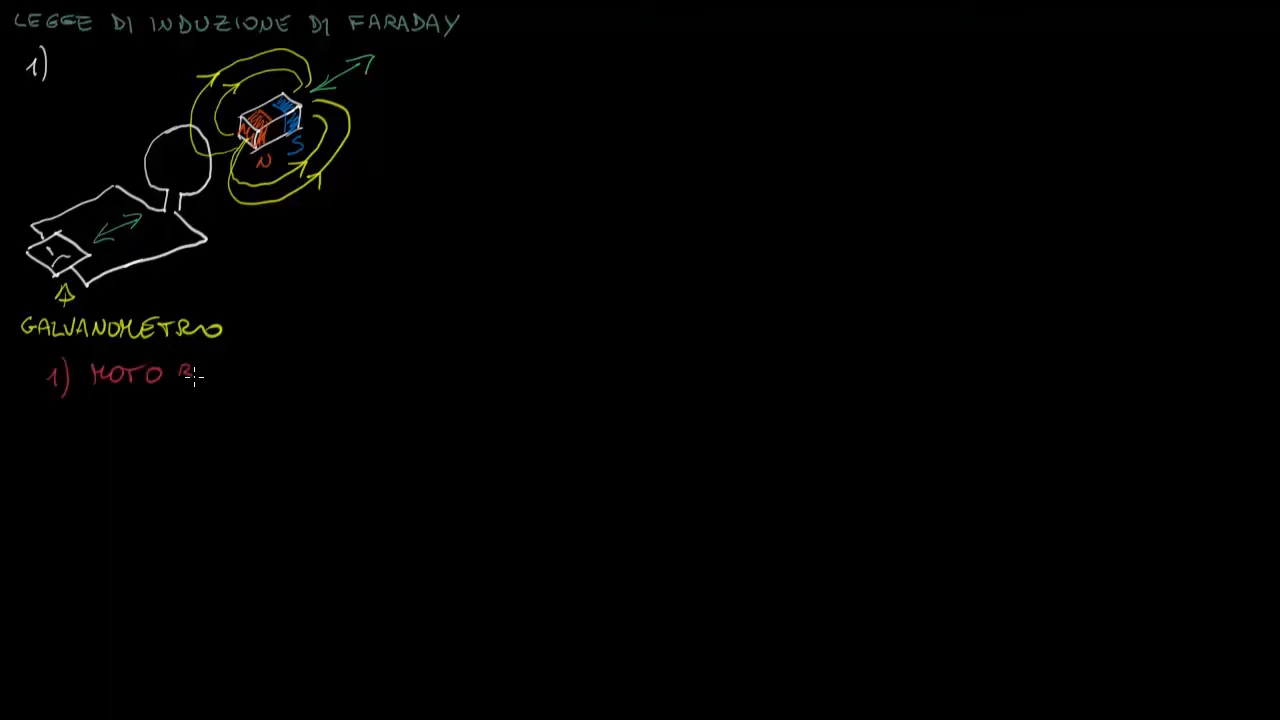 LEGGE DI INDUZIONE DI FARADAY
1)
N
N S
GALVANOMETRO
1) MOTO R